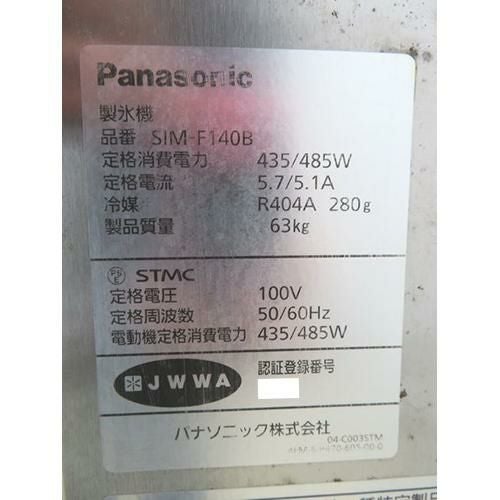 Panasonic
製氷機
品番 SIM-F140B
定格消費電力 435/485W
定格電流 5.7/5.1A
冷媒 R404A 280g
製品質量 63kg
PS E STMC
定格電圧 100V
定格周波数 50/60Hz
電動機定格消費電力 435/485W
JWWA 認証登録番号
パナソニック株式会社
04-C003STM